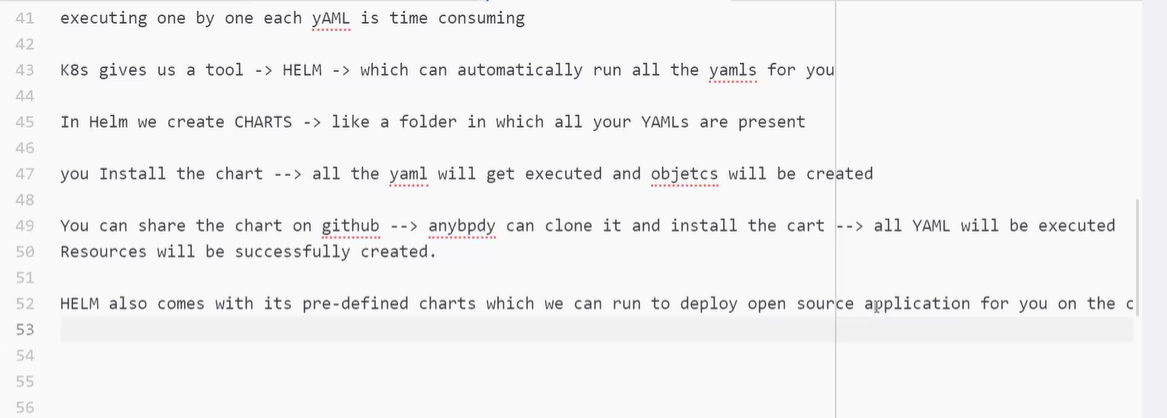 41 executing one by one each yAML is time consuming
42
43 K8s gives us a tool -> HELM -> which can automatically run all the yamls for you
44
45 In Helm we create CHARTS -> like a folder in which all your YAMLs are present
46
47 you Install the chart --> all the yaml will get executed and objetcs will be created
48
49 You can share the chart on github --> anybpdy can clone it and install the cart --> all YAML will be executed
50 Resources will be successfully created.
51
52 HELM also comes with its pre-defined charts which we can run to deploy open source application for you on the
53
54
55
56